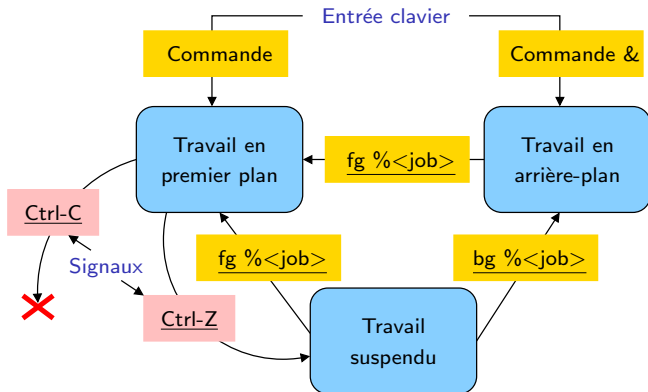 Entrée clavier
Commande
Commande &
Travail en
premier plan
Travail en
arrière-plan
fg %<job>
Ctrl-C
Signaux
fg %<job>
bg %<job>
Ctrl-Z
Travail
suspendu